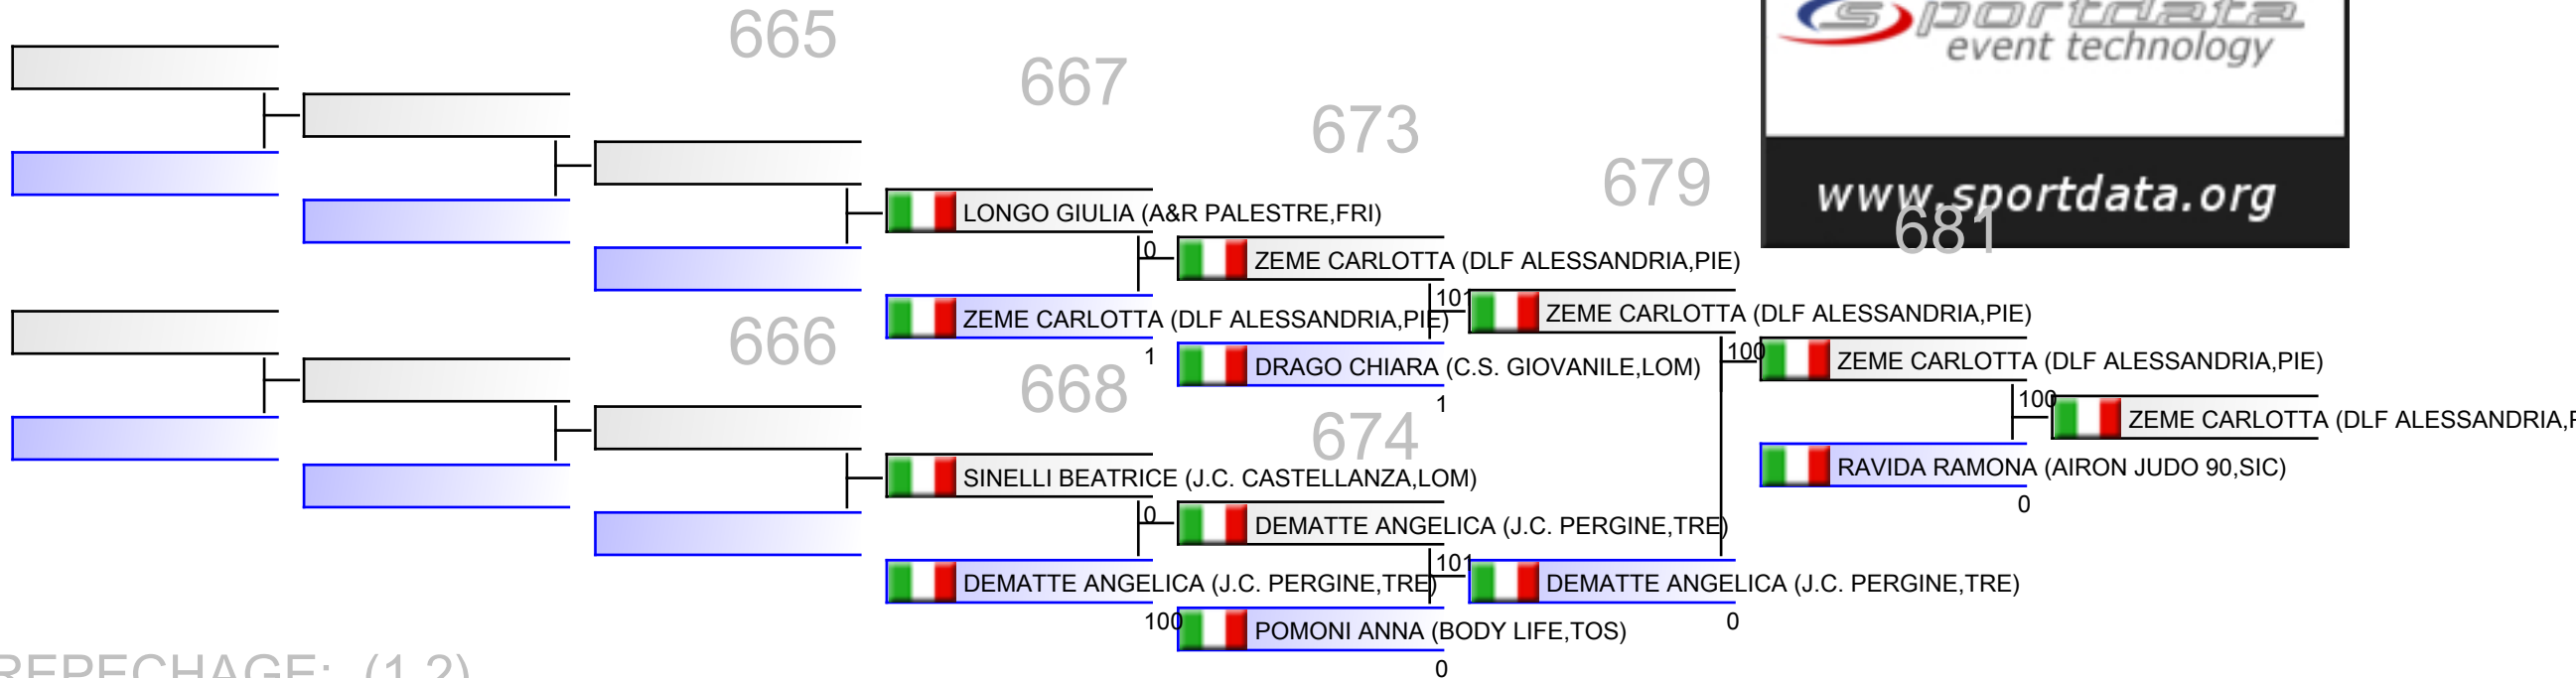 sportdata
event technology
www.sportdata.org
665
667
673
679
681
LONGO GIULIA (A&R PALESTRE,FRI)
0
ZEME CARLOTTA (DLF ALESSANDRIA,PIE)
ZEME CARLOTTA (DLF ALESSANDRIA,PIE)
1
101
ZEME CARLOTTA (DLF ALESSANDRIA,PIE)
DRAGO CHIARA (C.S. GIOVANILE,LOM)
1
100
ZEME CARLOTTA (DLF ALESSANDRIA,PIE)
100
ZEME CARLOTTA (DLF ALESSANDRIA,P
RAVIDA RAMONA (AIRON JUDO 90,SIC)
0
666
668
674
SINELLI BEATRICE (J.C. CASTELLANZA,LOM)
0
DEMATTE ANGELICA (J.C. PERGINE,TRE)
DEMATTE ANGELICA (J.C. PERGINE,TRE)
100
101
DEMATTE ANGELICA (J.C. PERGINE,TRE)
0
POMONI ANNA (BODY LIFE,TOS)
0
REPECHAGE: (1,2)